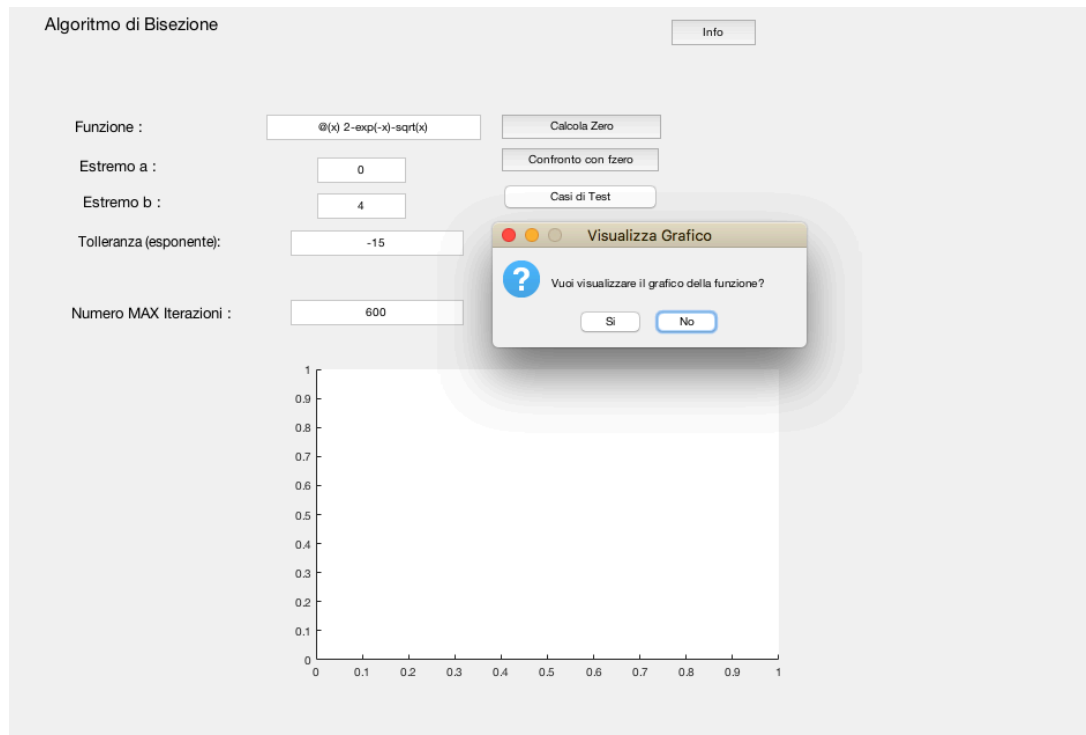 Algoritmo di Bisezione
Info
Funzione :
@(x) 2-exp(-x)-sqrt(x)
Calcola Zero
Estremo a :
0
Confronto con fzero
Estremo b :
4
Casi di Test
Tolleranza (esponente):
-15
Visualizza Grafico
?
Vuoi visualizzare il grafico della funzione?
Si
No
Numero MAX Iterazioni :
600
1
0.9
0.8
0.7
0.6
0.5
0.4
0.3
0.2
0.1
0
0 0.1 0.2 0.3 0.4 0.5 0.6 0.7 0.8 0.9 1